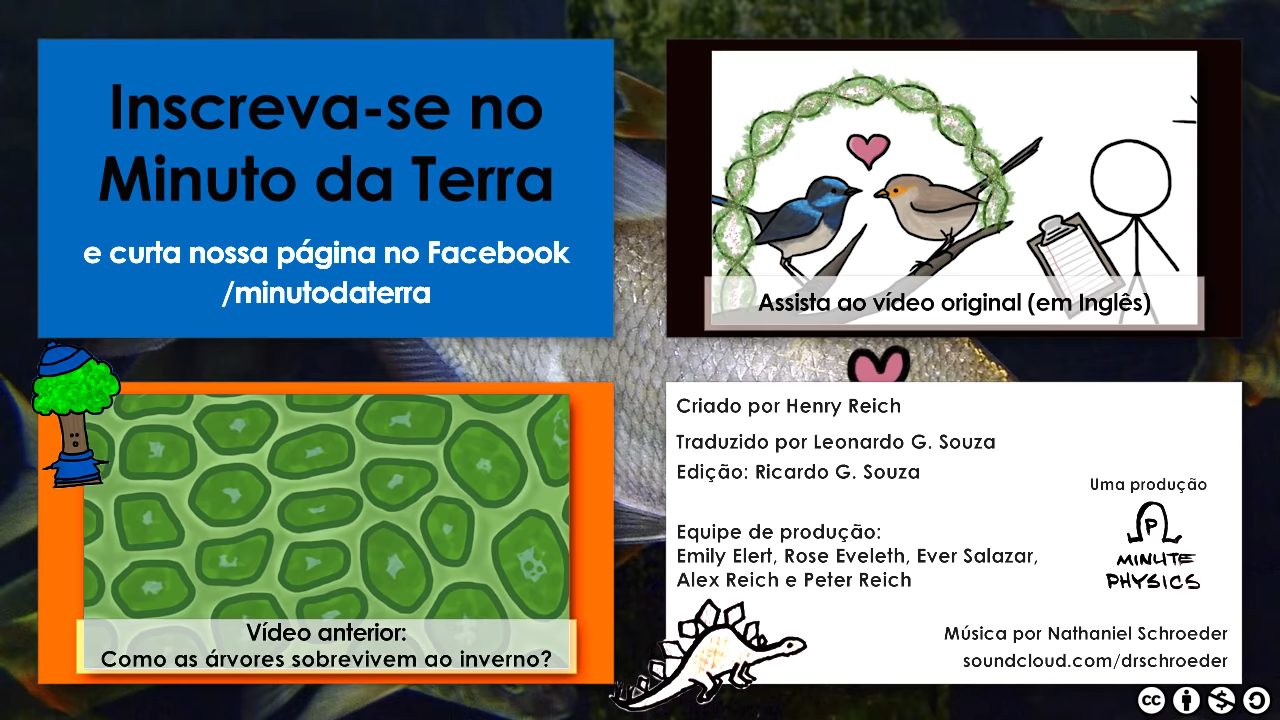 Inscreva-se no
Minuto da Terra
e curta nossa página no Facebook
/minutodaterra
Assista ao vídeo original (em Inglês)
Vídeo anterior:
Como as árvores sobrevivem ao inverno?
Criado por Henry Reich
Traduzido por Leonardo G. Souza
Edição: Ricardo G. Souza
Equipe de produção:
Emily Elert, Rose Eveleth, Ever Salazar,
Alex Reich e Peter Reich
Uma produção
P
MINUTE
PHYSICS
Música por Nathaniel Schroeder
soundcloud.com/drschroeder
cc